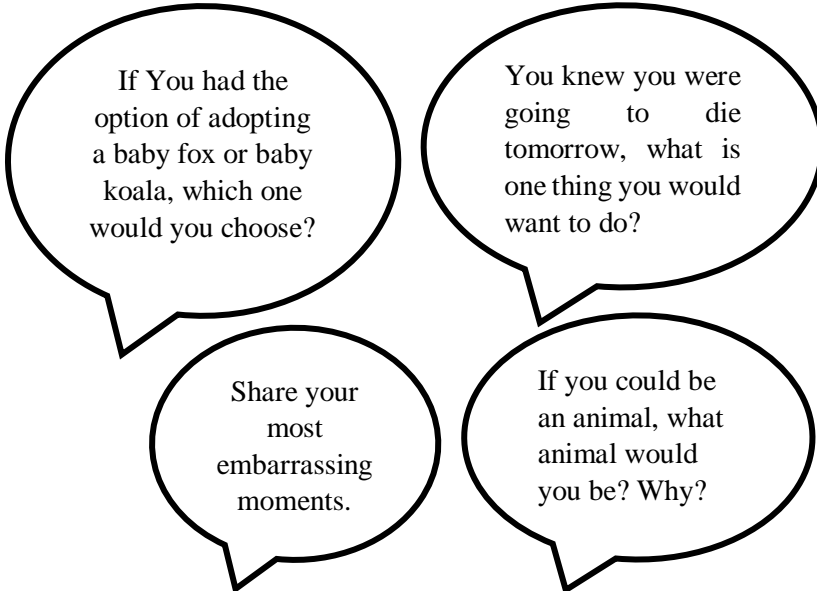 If You had the
option of adopting
a baby fox or baby
koala, which one
would you choose?
You knew you were
going to die
tomorrow, what is
one thing you would
want to do?
Share your
most
embarrassing
moments.
If you could be
an animal, what
animal would
you be? Why?